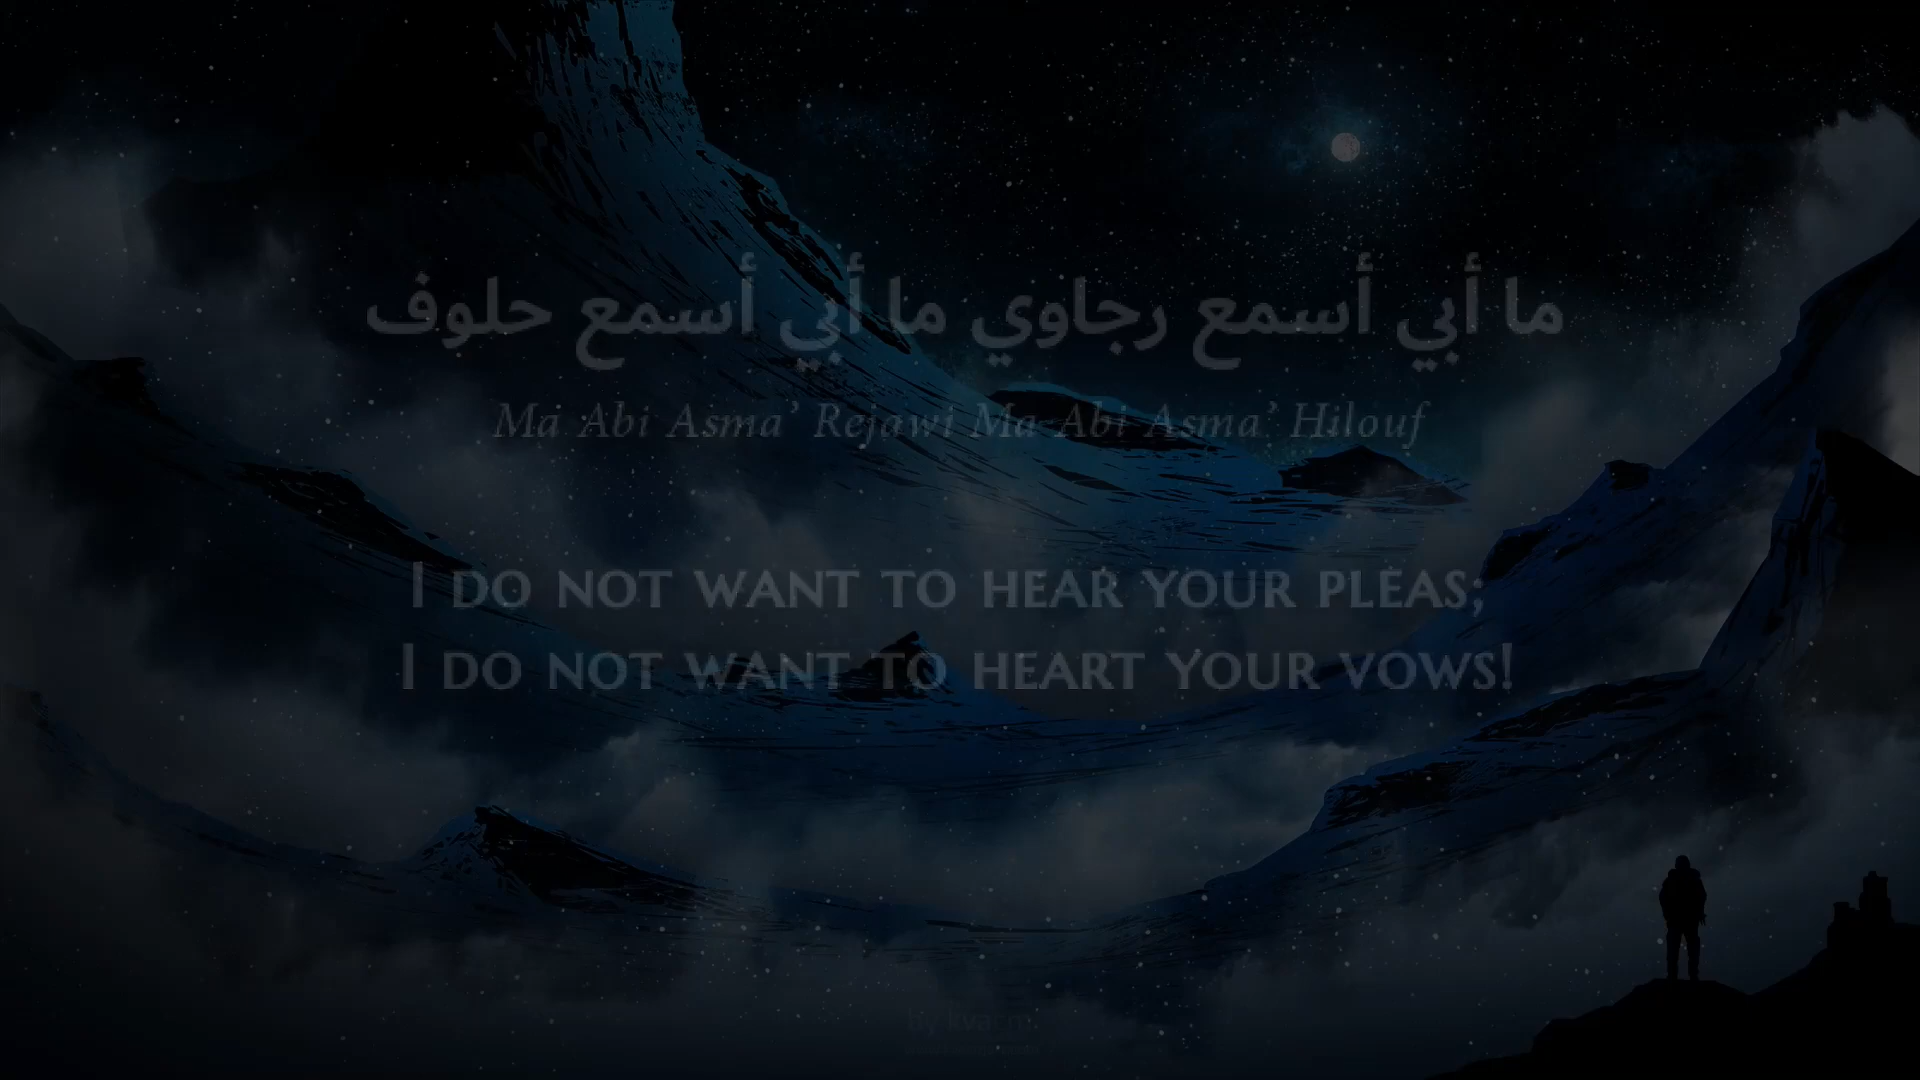 ما أبي أسمع رجاوي ما أبي أسمع حلوف
Ma Abi Asma’ Rejawi Ma Abi Asma’ Hilouf
I do not want to hear your pleas;
I do not want to heart your vows!